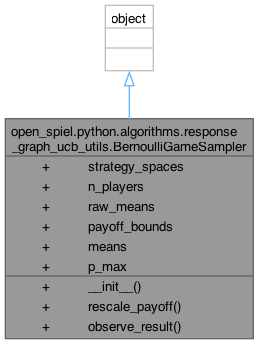 object
open_spiel.python.algorithms.response
_graph_ucb_utils.BernoulliGameSampler
+ strategy_spaces
+ n_players
+ raw_means
+ payoff_bounds
+ means
+ p_max
+ __init__()
+ rescale_payoff()
+ observe_result()